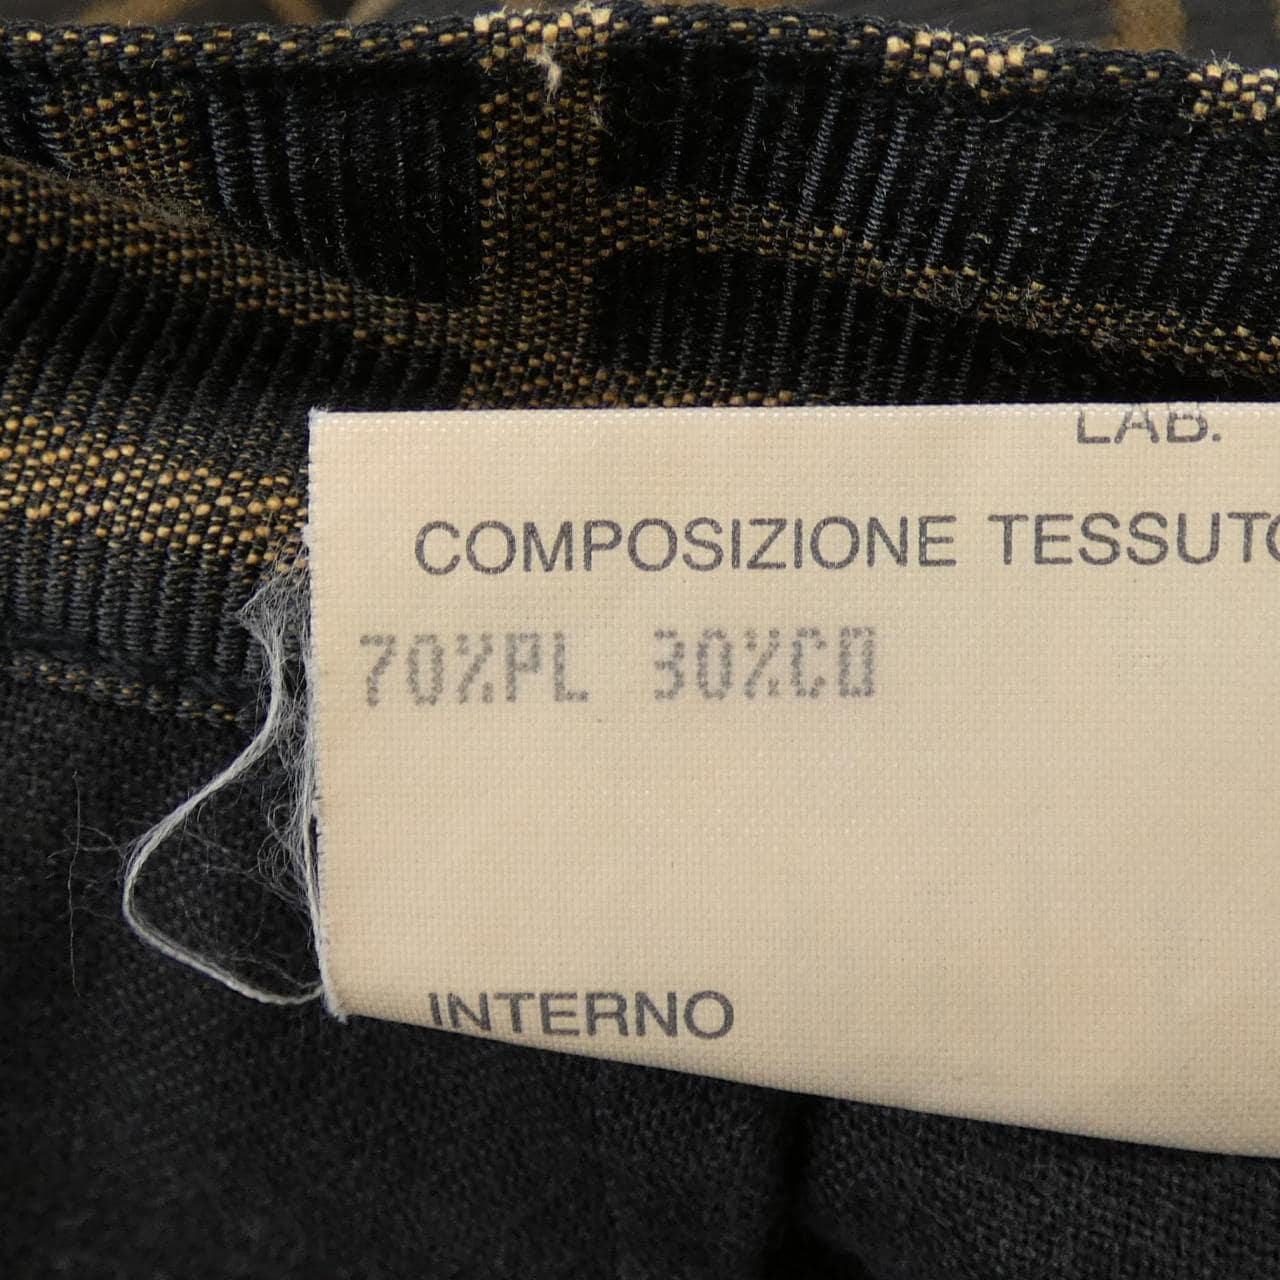 LAB.
COMPOSIZIONE TESSUTO
70%PL 30%CO
INTERNO